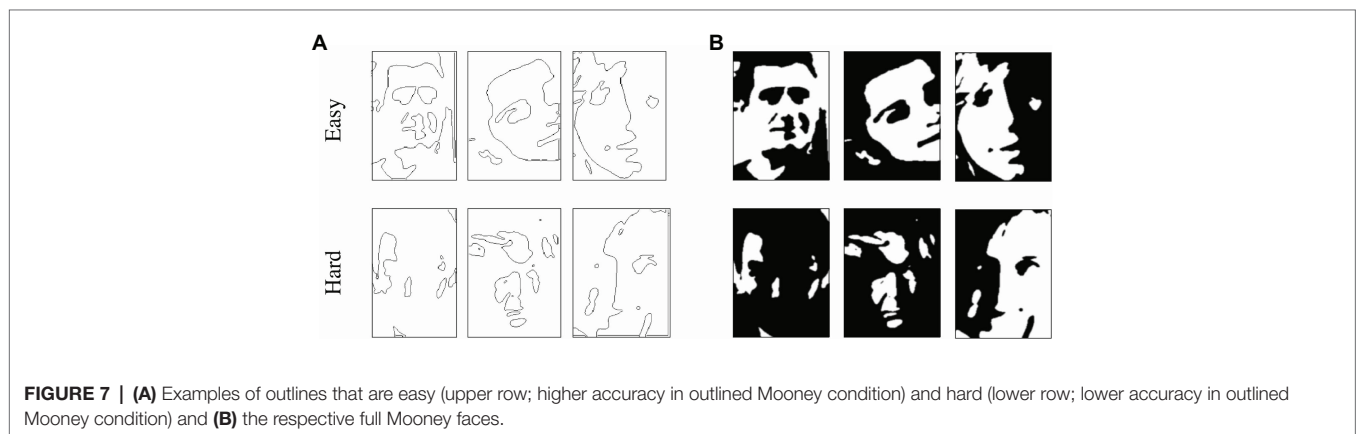 A
B
Easy
Hard
FIGURE 7 | (A) Examples of outlines that are easy (upper row; higher accuracy in outlined Mooney condition) and hard (lower row; lower accuracy in outlined
Mooney condition) and (B) the respective full Mooney faces.